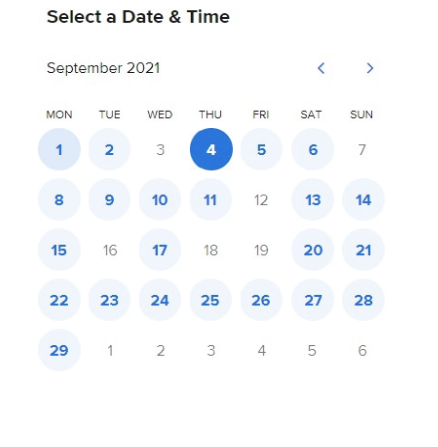 Select a Date & Time
September 2021
MON TUE WED THU FRI SAT SUN
1 2 3 4 5 6 7
8 9 10 11 12 13 14
15 16 17 18 19 20 21
22 23 24 25 26 27 28
29 1 2 3 4 5 6